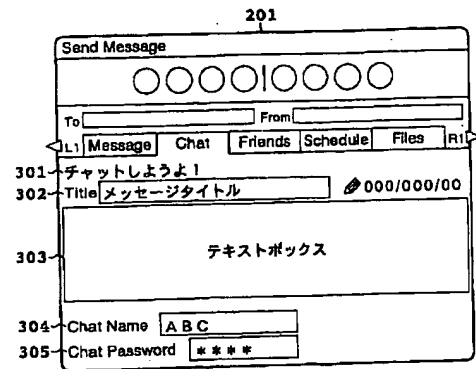 201
Send Message
To From
L1 Message Chat Friends Schedule Files R1
301 チャットしようよ！
302 Title メッセージタイトル 000/000/00
303 テキストボックス
304 Chat Name ABC
305 Chat Password ****